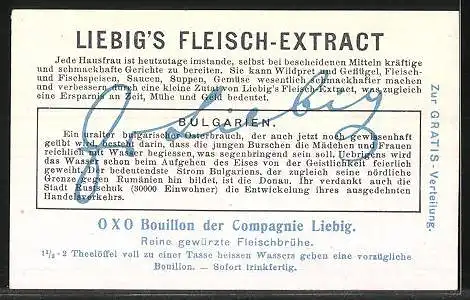 LIEBIG'S FLEISCH-EXTRACT
Jede Hausfrau ist heutzutage imstande, selbst bei bescheidenen Mitteln kräftige
und schmackhafte Gerichte zu bereiten. Sie kann Wildpret und Geflügel, Fleisch-
und Fischspeisen, Saucen, Suppen, Gemüse wesentlich schmackhafter machen
und verbessern durch eine kleine Zutat von Liebig's Fleisch-Extract, was zugleich
eine Ersparnis an Zeit, Mühe und Geld bedeutet.
BULGARIEN.
Ein uralter bulgarischer Osterbrauch, der auch jetzt noch gewissenhaft
geübt wird, besteht darin, dass die jungen Burschen die Mädchen und Frauen
reichlich mit Wasser begiessen, was segenbringend sein soll. Uebrigens wird
das Wasser schon beim Aufgehen des Eises von der Geistlichkeit feierlich
geweiht. Der bedeutendste Strom Bulgariens, der zugleich seine nördliche
Grenze gegen Rumänien hin bildet, ist die Donau. Ihr verdankt auch die
Stadt Rustschuk (30000 Einwohner) die Entwickelung ihres ausgedehnten
Handelsverkehrs.
OXO Bouillon der Compagnie Liebig.
Reine gewürzte Fleischbrühe.
1½-2 Theelöffel voll zu einer Tasse heissen Wassers geben eine vorzügliche
Bouillon. — Sofort trinkfertig.
Zur GRATIS-Verteilung.